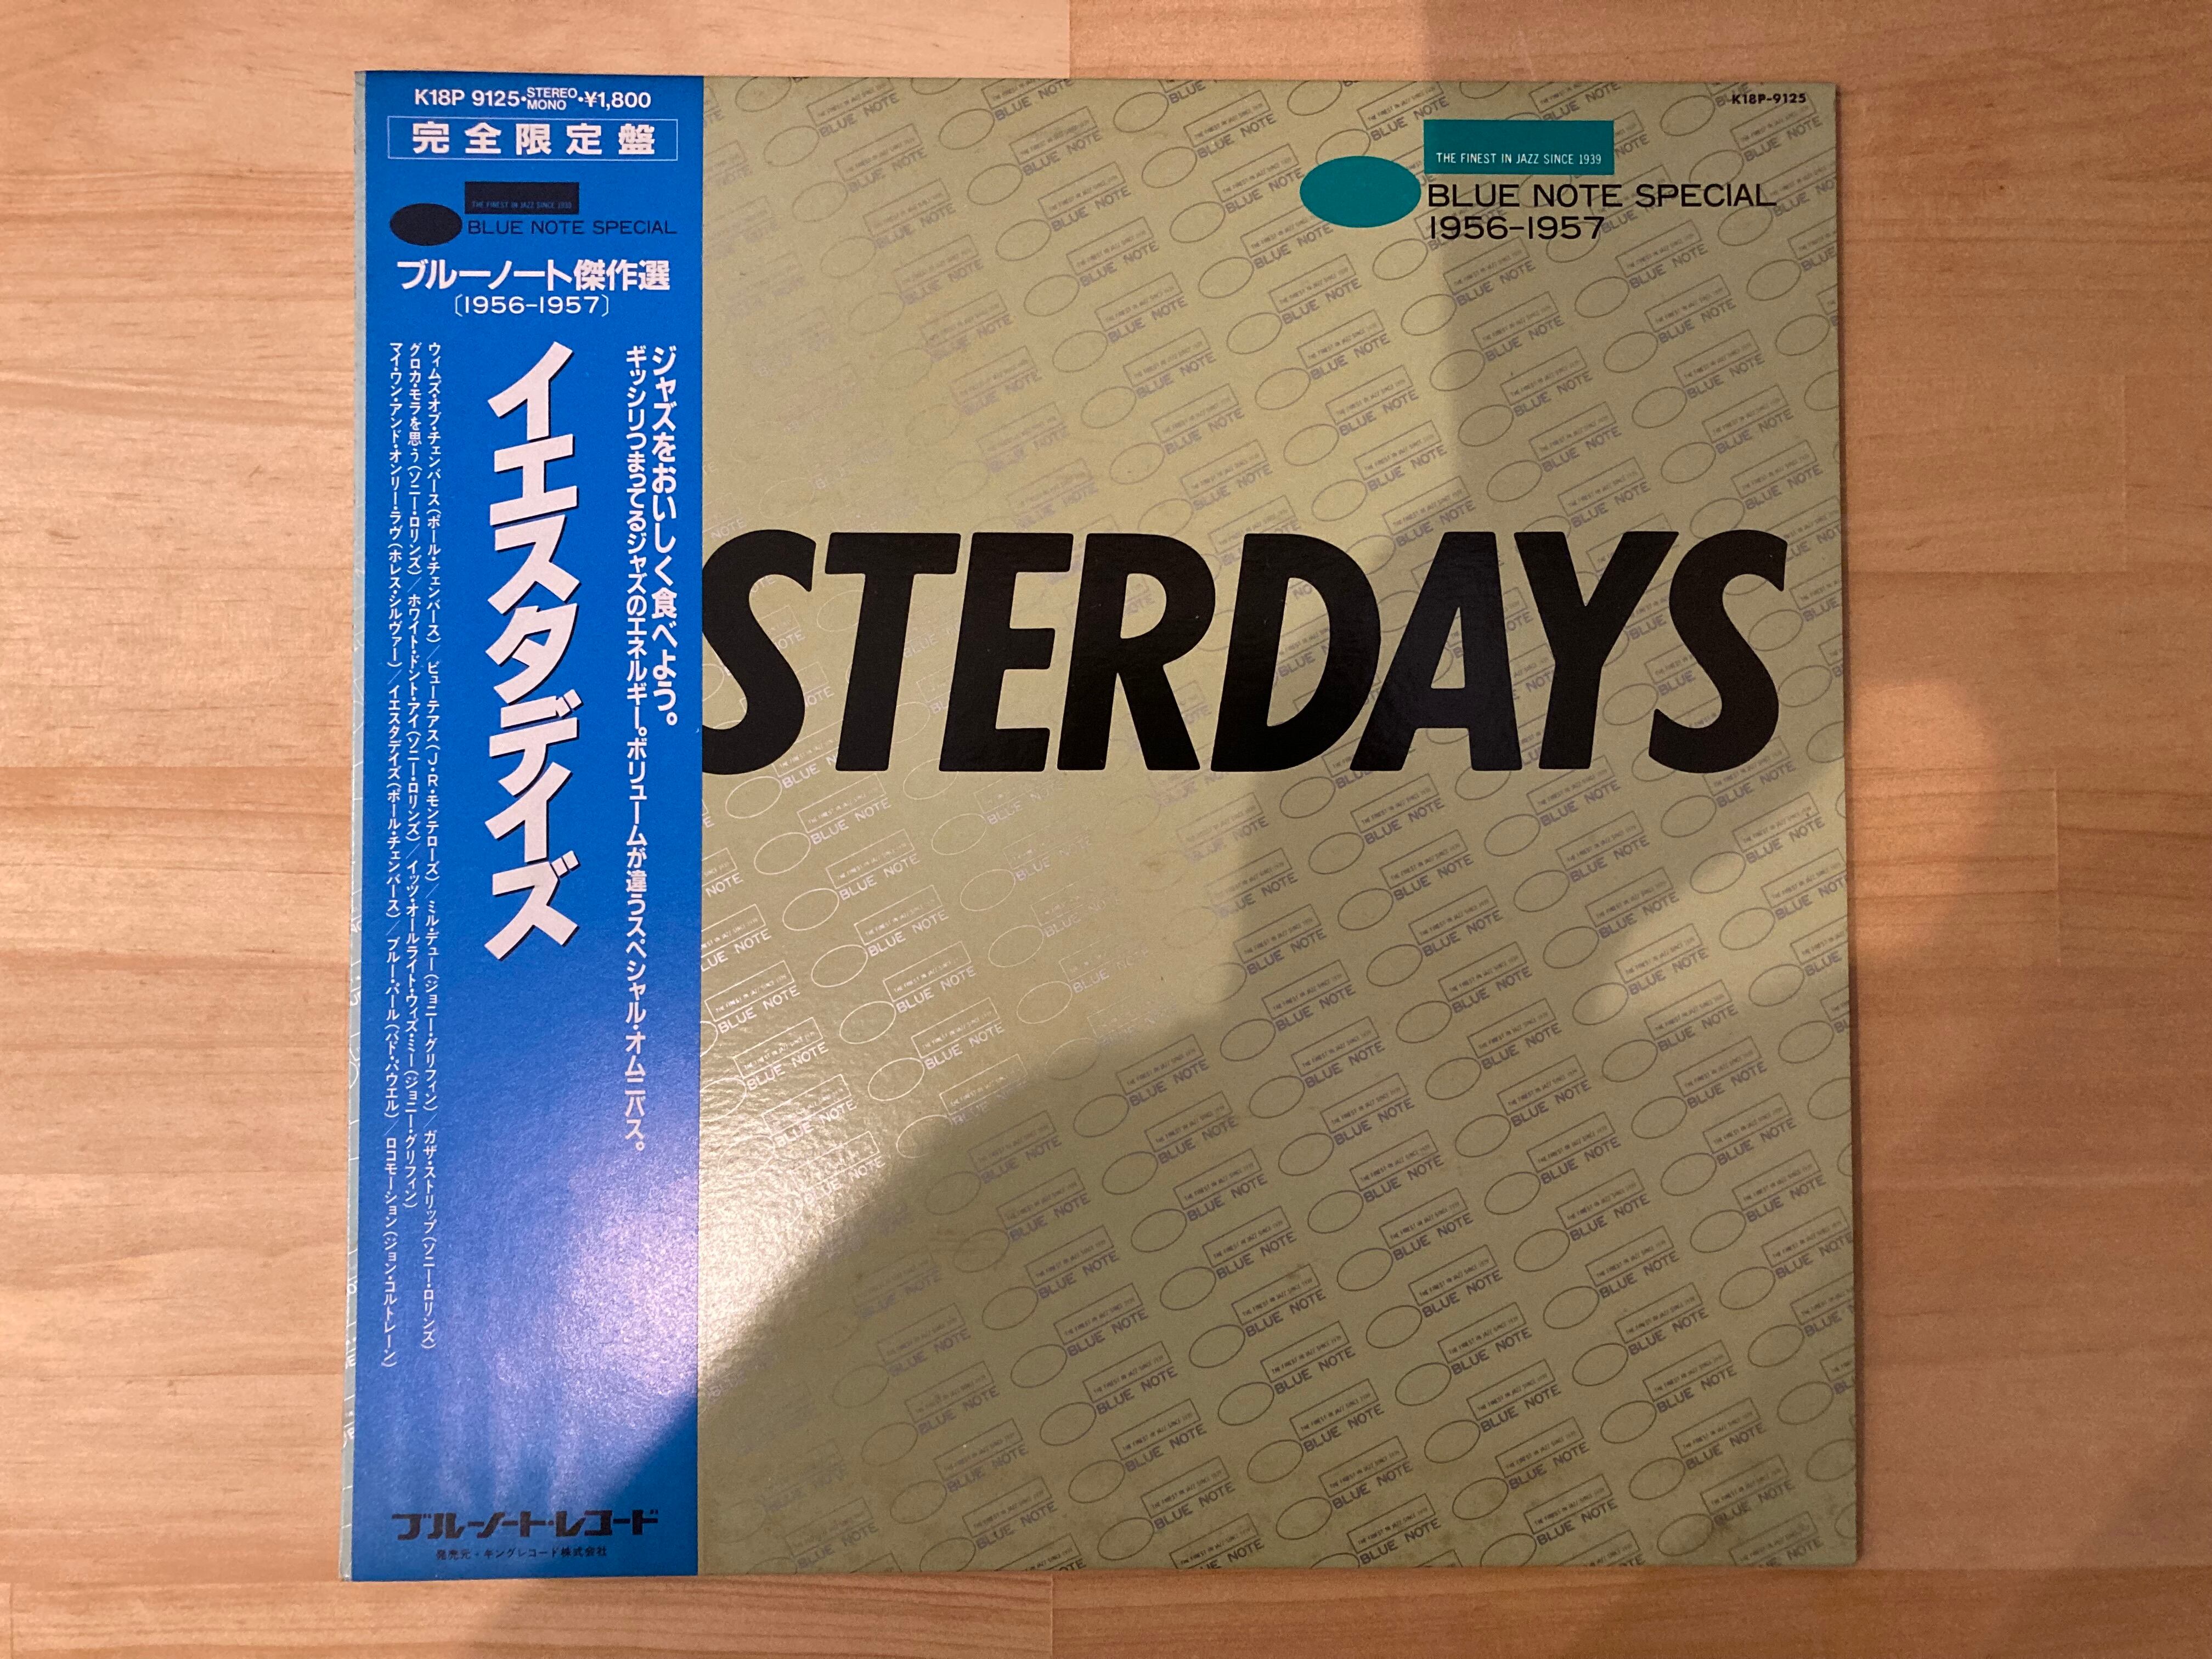 K18P 9125・STEREO MONO・¥1,800
完全限定盤
THE FINEST IN JAZZ SINCE 1939
BLUE NOTE SPECIAL
ブルーノート傑作選
〔1956-1957〕
ジャズをおいしく食べよう。
ギッシリつまってるジャズのエネルギー。ボリュームが違うスペシャル・オムニバス。
イエスタデイズ
ウィムズ・オブ・チェンバース(ポール・チェンバース)／ビューテアス(J・R・モンテローズ)／ミル・デュー(ジョニー・グリフィン)／ガザ・ストリップ(ソニー・ロリンズ)
グロカ・モラを思う(ソニー・ロリンズ)／ホワイ・ドント・アイ(ソニー・ロリンズ)／イッツ・オールライト・ウィズ・ミー(ジョニー・グリフィン)
マイ・ワン・アンド・オンリー・ラヴ(ホレス・シルヴァー)／イエスタデイズ(ポール・チェンバース)／ブルー・パール(バド・パウエル)／ロコモーション(ジョン・コルトレーン)
ブルーノート・レコード
発売元・キングレコード株式会社
K18P-9125
THE FINEST IN JAZZ SINCE 1939
BLUE NOTE SPECIAL
1956-1957
STERDAYS